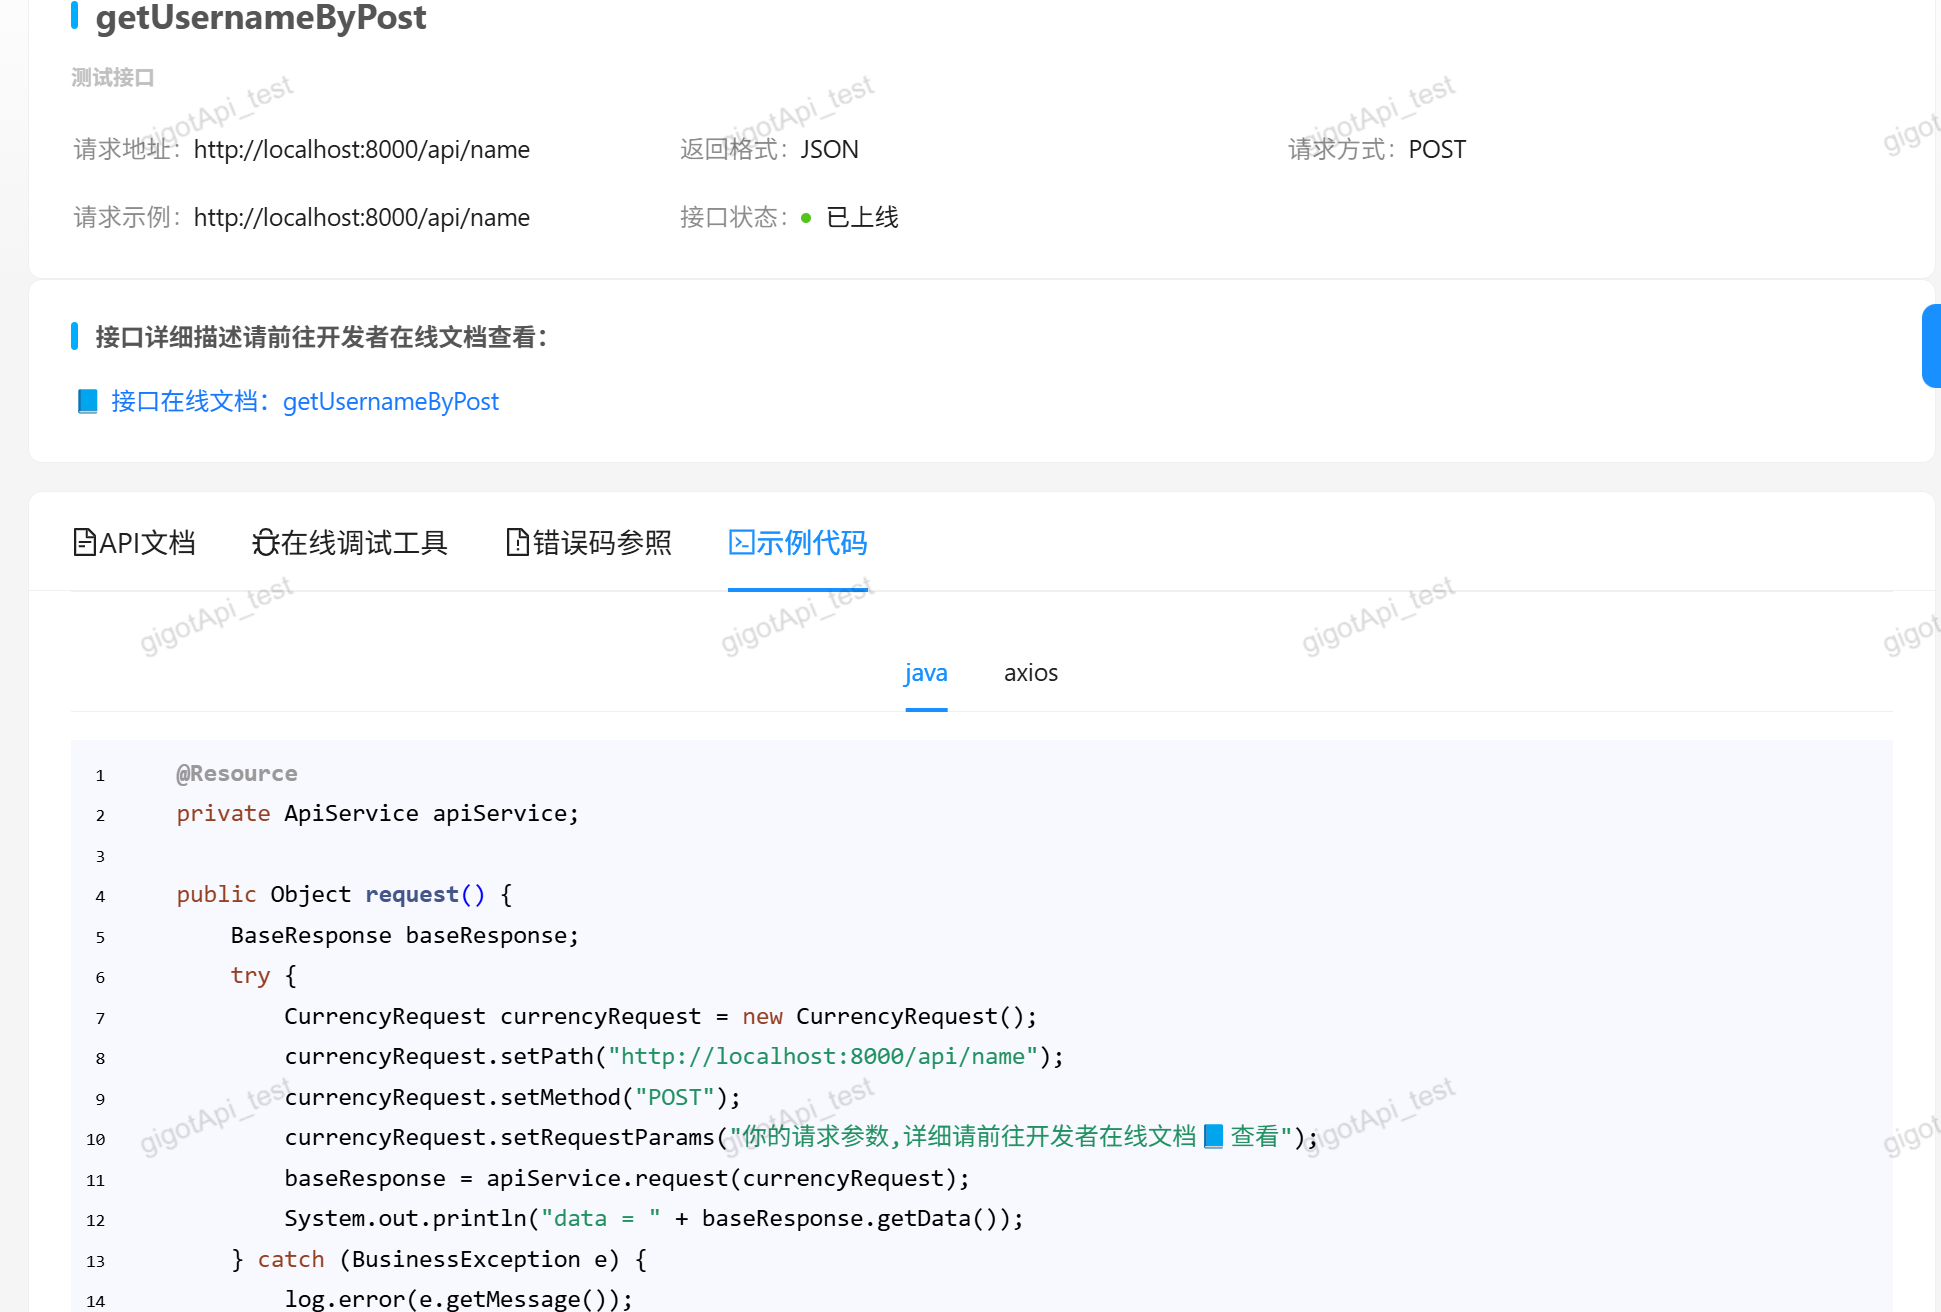 getUsernameByPost
测试接口
请求地址：http://localhost:8000/api/name 返回格式：JSON 请求方式：POST
请求示例：http://localhost:8000/api/name 接口状态：已上线
接口详细描述请前往开发者在线文档查看：
📘 接口在线文档：getUsernameByPost
API文档 在线调试工具 错误码参照 示例代码
java axios
1 @Resource
2 private ApiService apiService;
3
4 public Object request() {
5 BaseResponse baseResponse;
6 try {
7 CurrencyRequest currencyRequest = new CurrencyRequest();
8 currencyRequest.setPath("http://localhost:8000/api/name");
9 currencyRequest.setMethod("POST");
10 currencyRequest.setRequestParams("你的请求参数,详细请前往开发者在线文档📘查看");
11 baseResponse = apiService.request(currencyRequest);
12 System.out.println("data = " + baseResponse.getData());
13 } catch (BusinessException e) {
14 log.error(e.getMessage());
gigotApi_test
gigotApi_test
gigotApi_test
gigot
gigotApi_test
gigotApi_test
gigotApi_test
gigot
gigotApi_test
gigotApi_test
gigotApi_test
gigot